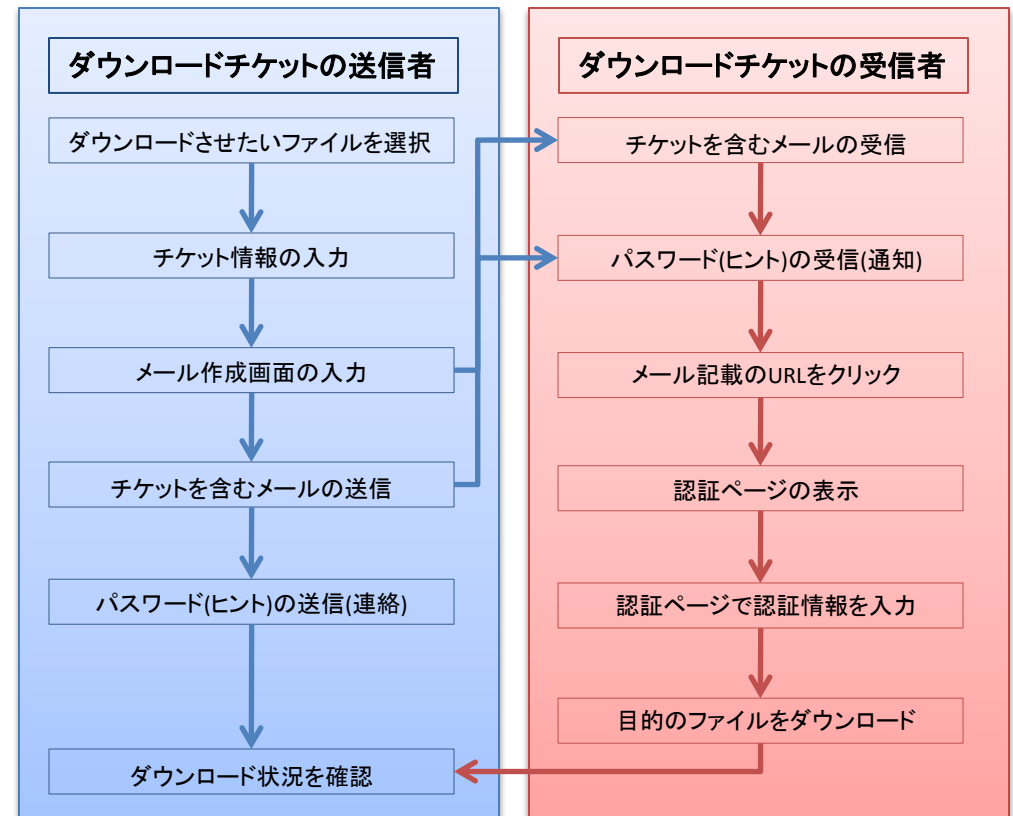 ダウンロードチケットの送信者
ダウンロードさせたいファイルを選択
チケット情報の入力
メール作成画面の入力
チケットを含むメールの送信
パスワード(ヒント)の送信(連絡)
ダウンロード状況を確認
ダウンロードチケットの受信者
チケットを含むメールの受信
パスワード(ヒント)の受信(通知)
メール記載のURLをクリック
認証ページの表示
認証ページで認証情報を入力
目的のファイルをダウンロード